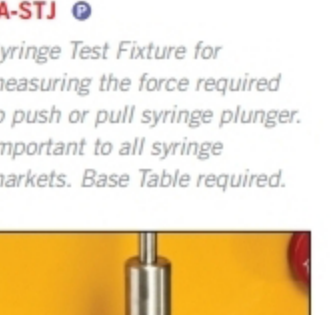 A-STJ P
yringe Test Fixture for
neasuring the force required
o push or pull syringe plunger.
mportant to all syringe
narkets. Base Table required.